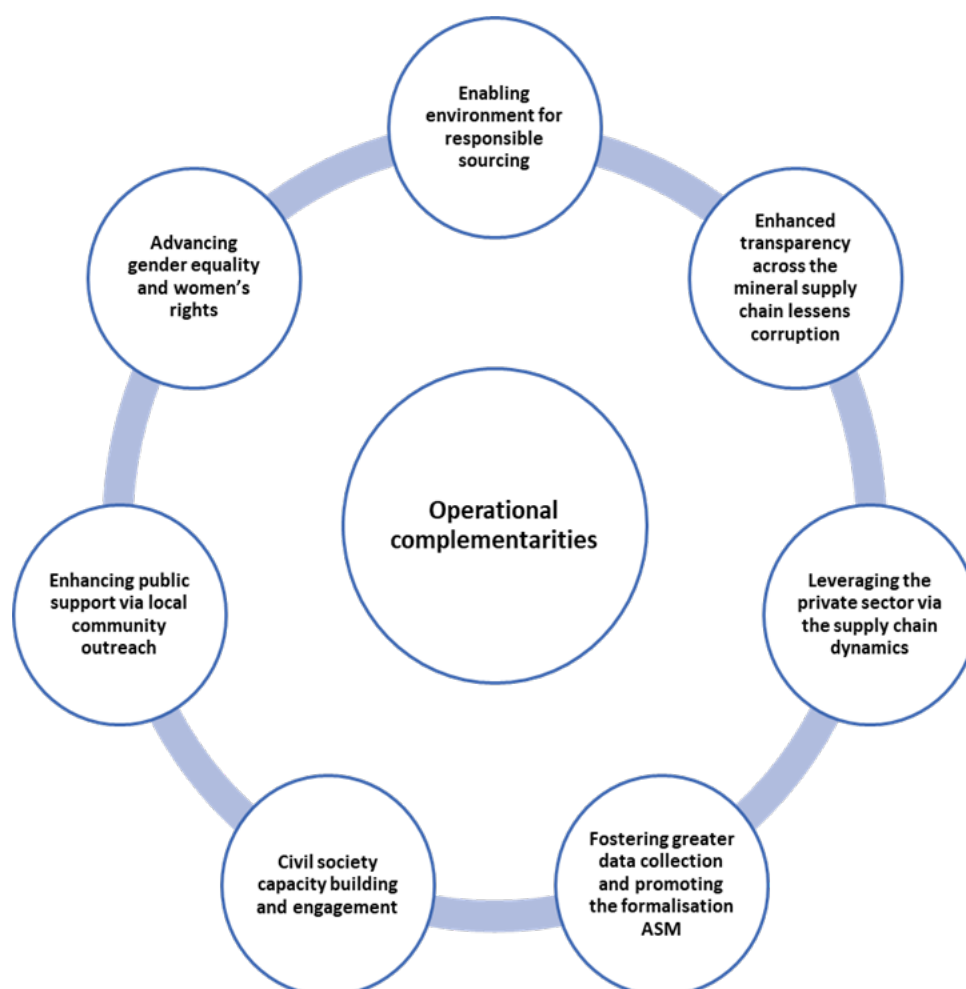 Enabling
environment for
responsible
sourcing
Enhanced
transparency
across the
mineral supply
chain lessens
corruption
Leveraging the
private sector via
the supply chain
dynamics
Fostering greater
data collection
and promoting
the formalisation
ASM
Civil society
capacity building
and engagement
Enhancing public
support via local
community
outreach
Advancing
gender equality
and women's
rights
Operational
complementarities